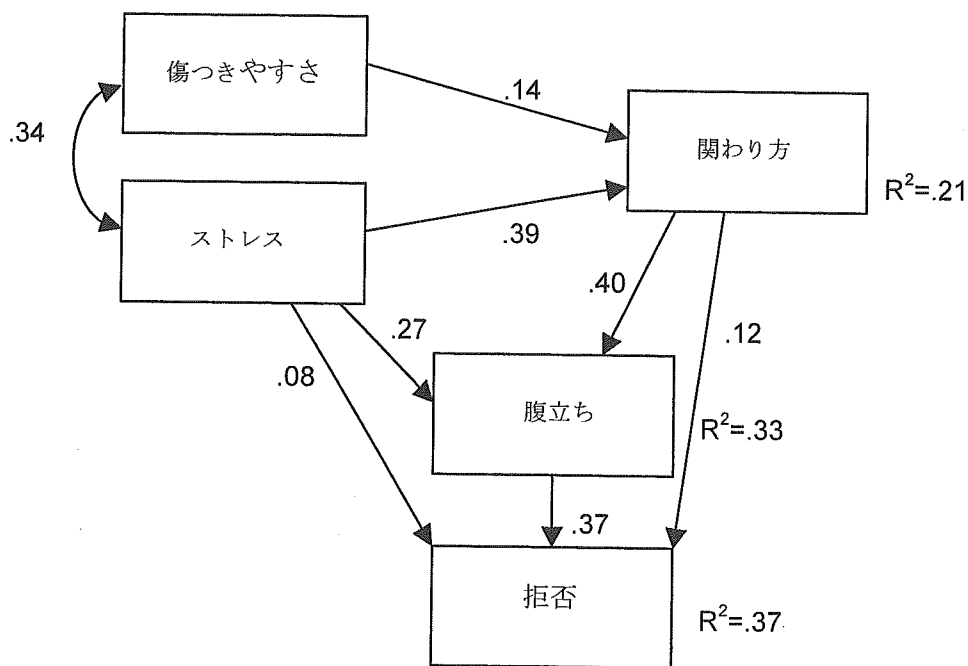 傷つきやすさ
.14
.34
関わり方
R²=.21
ストレス
.39
.40
.27
.12
.08
腹立ち
R²=.33
.37
拒否
R²=.37